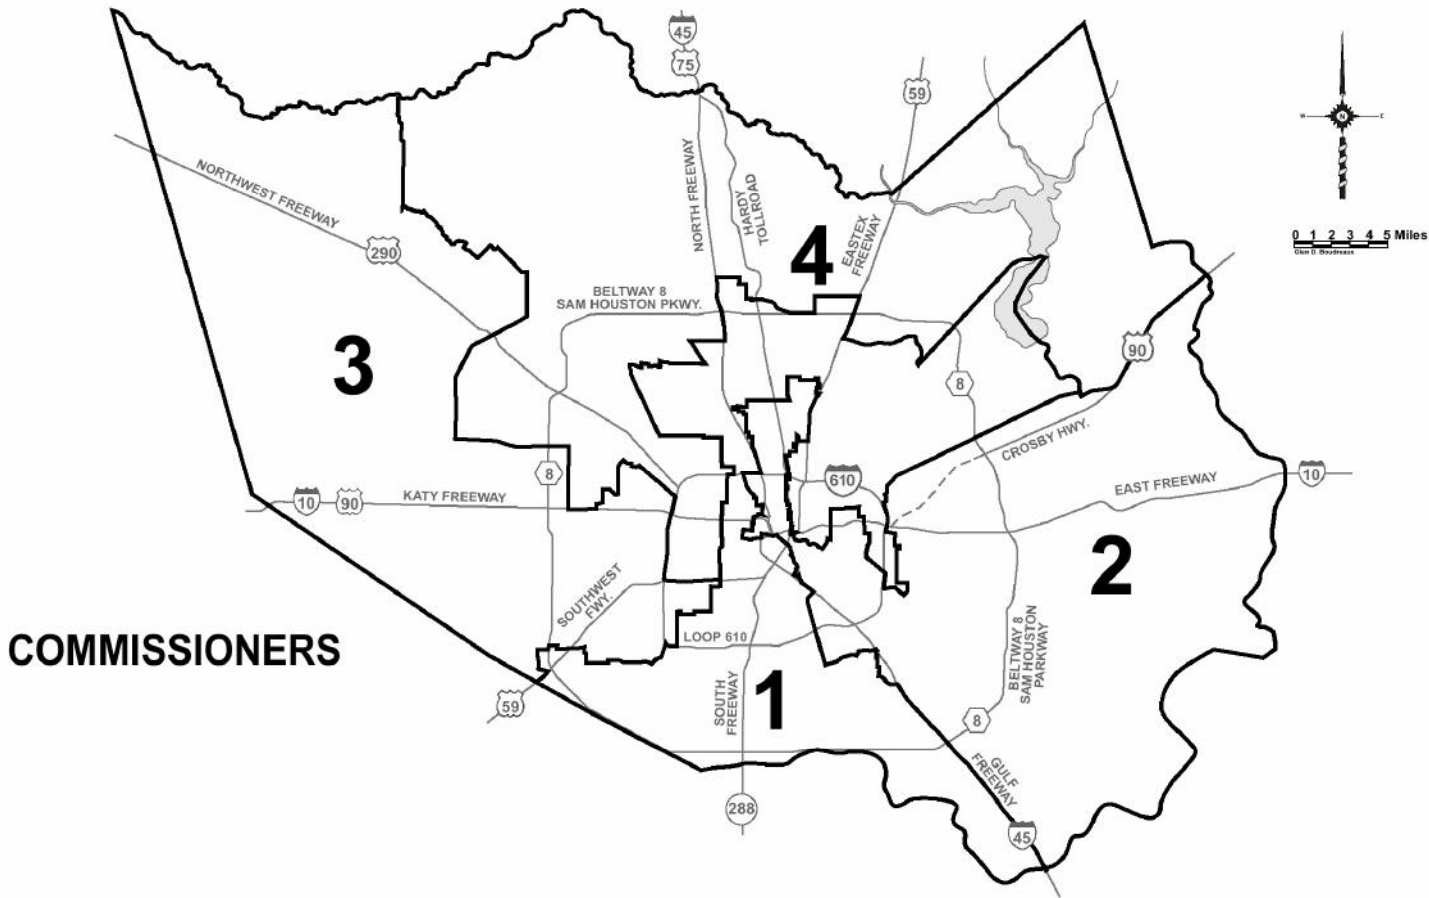 45
75
59
N
W
E
NORTHWEST FREEWAY
NORTH FREEWAY
HARDY
TOLLROAD
EASTEX
FREEWAY
0 1 2 3 4 5 Miles
Glen D. Boudreaux
4
290
BELTWAY 8
SAM HOUSTON PKWY.
3
90
8
CROSBY HWY.
8
610
10
90
KATY FREEWAY
EAST FREEWAY
10
2
SOUTHWEST
FWY.
LOOP 610
COMMISSIONERS
BELTWAY 8
SAM HOUSTON
PARKWAY
1
SOUTH
FREEWAY
59
8
GULF
FREEWAY
288
45